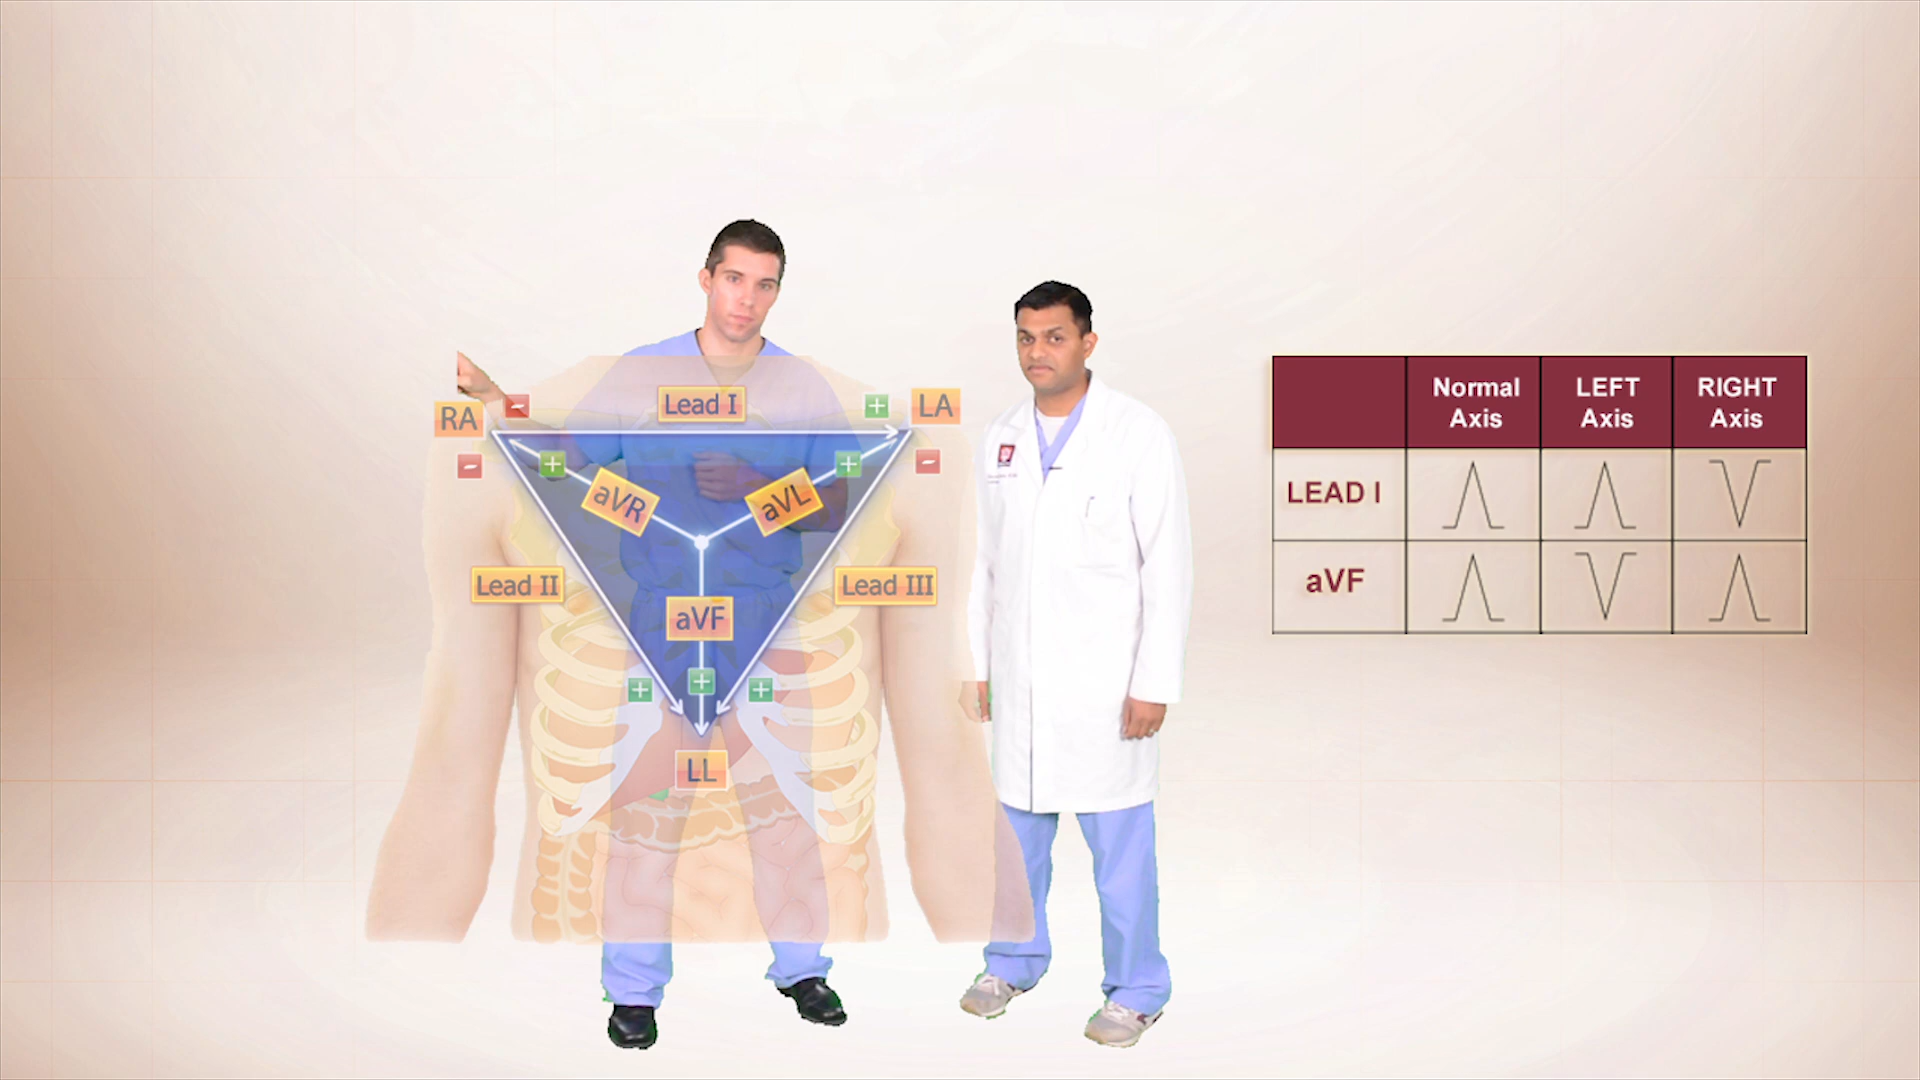 Lead I
RA
-
+
LA
-
+
+
-
aVR
aVL
Lead II
Lead III
aVF
+
+
+
LL
Normal Axis
LEFT Axis
RIGHT Axis
LEAD I
aVF